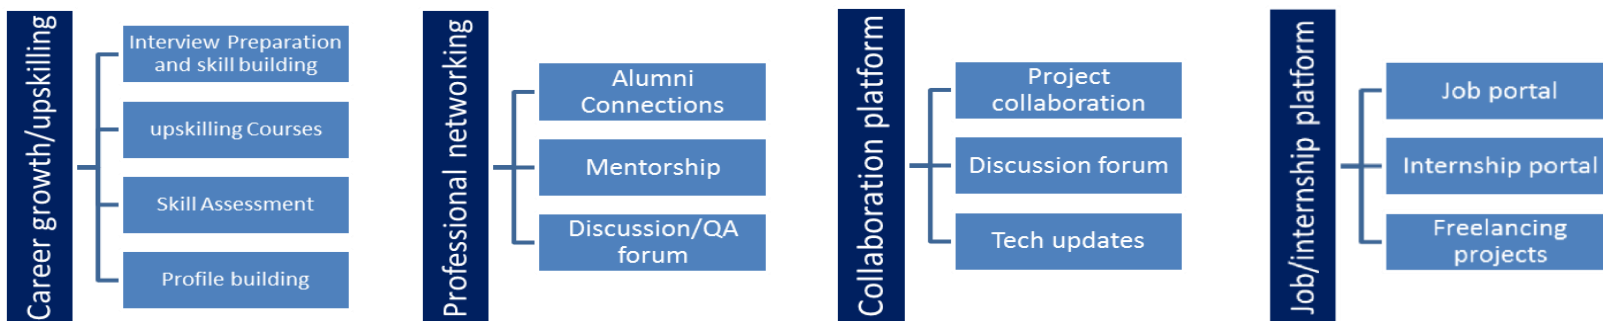 Career growth/upskilling
Interview Preparation
and skill building
upskilling Courses
Skill Assessment
Profile building
Professional networking
Alumni
Connections
Mentorship
Discussion/QA
forum
Collaboration platform
Project
collaboration
Discussion forum
Tech updates
Job/internship platform
Job portal
Internship portal
Freelancing
projects